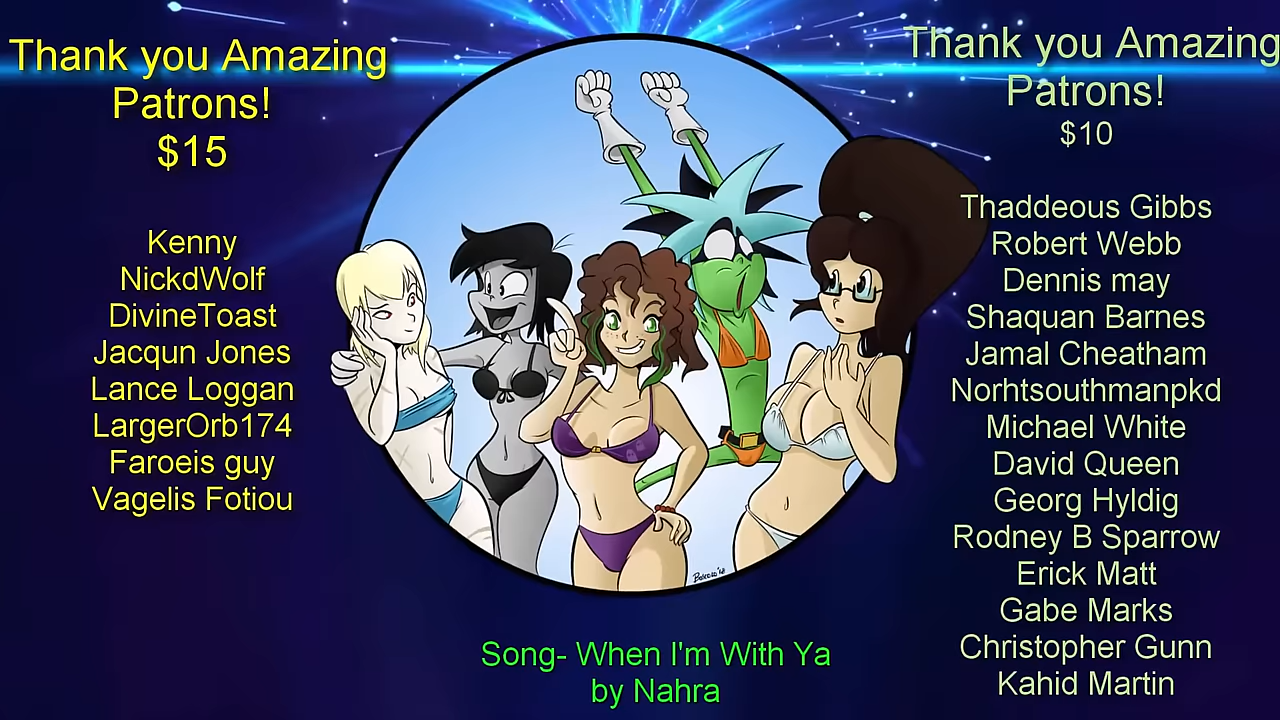 Thank you Amazing
Patrons!
$15
Kenny
NickdWolf
DivineToast
Jacqun Jones
Lance Loggan
LargerOrb174
Faroeis guy
Vagelis Fotiou
Song- When I'm With Ya
by Nahra
Thank you Amazing
Patrons!
$10
Thaddeous Gibbs
Robert Webb
Dennis may
Shaquan Barnes
Jamal Cheatham
Norhtsouthmanpkd
Michael White
David Queen
Georg Hyldig
Rodney B Sparrow
Erick Matt
Gabe Marks
Christopher Gunn
Kahid Martin